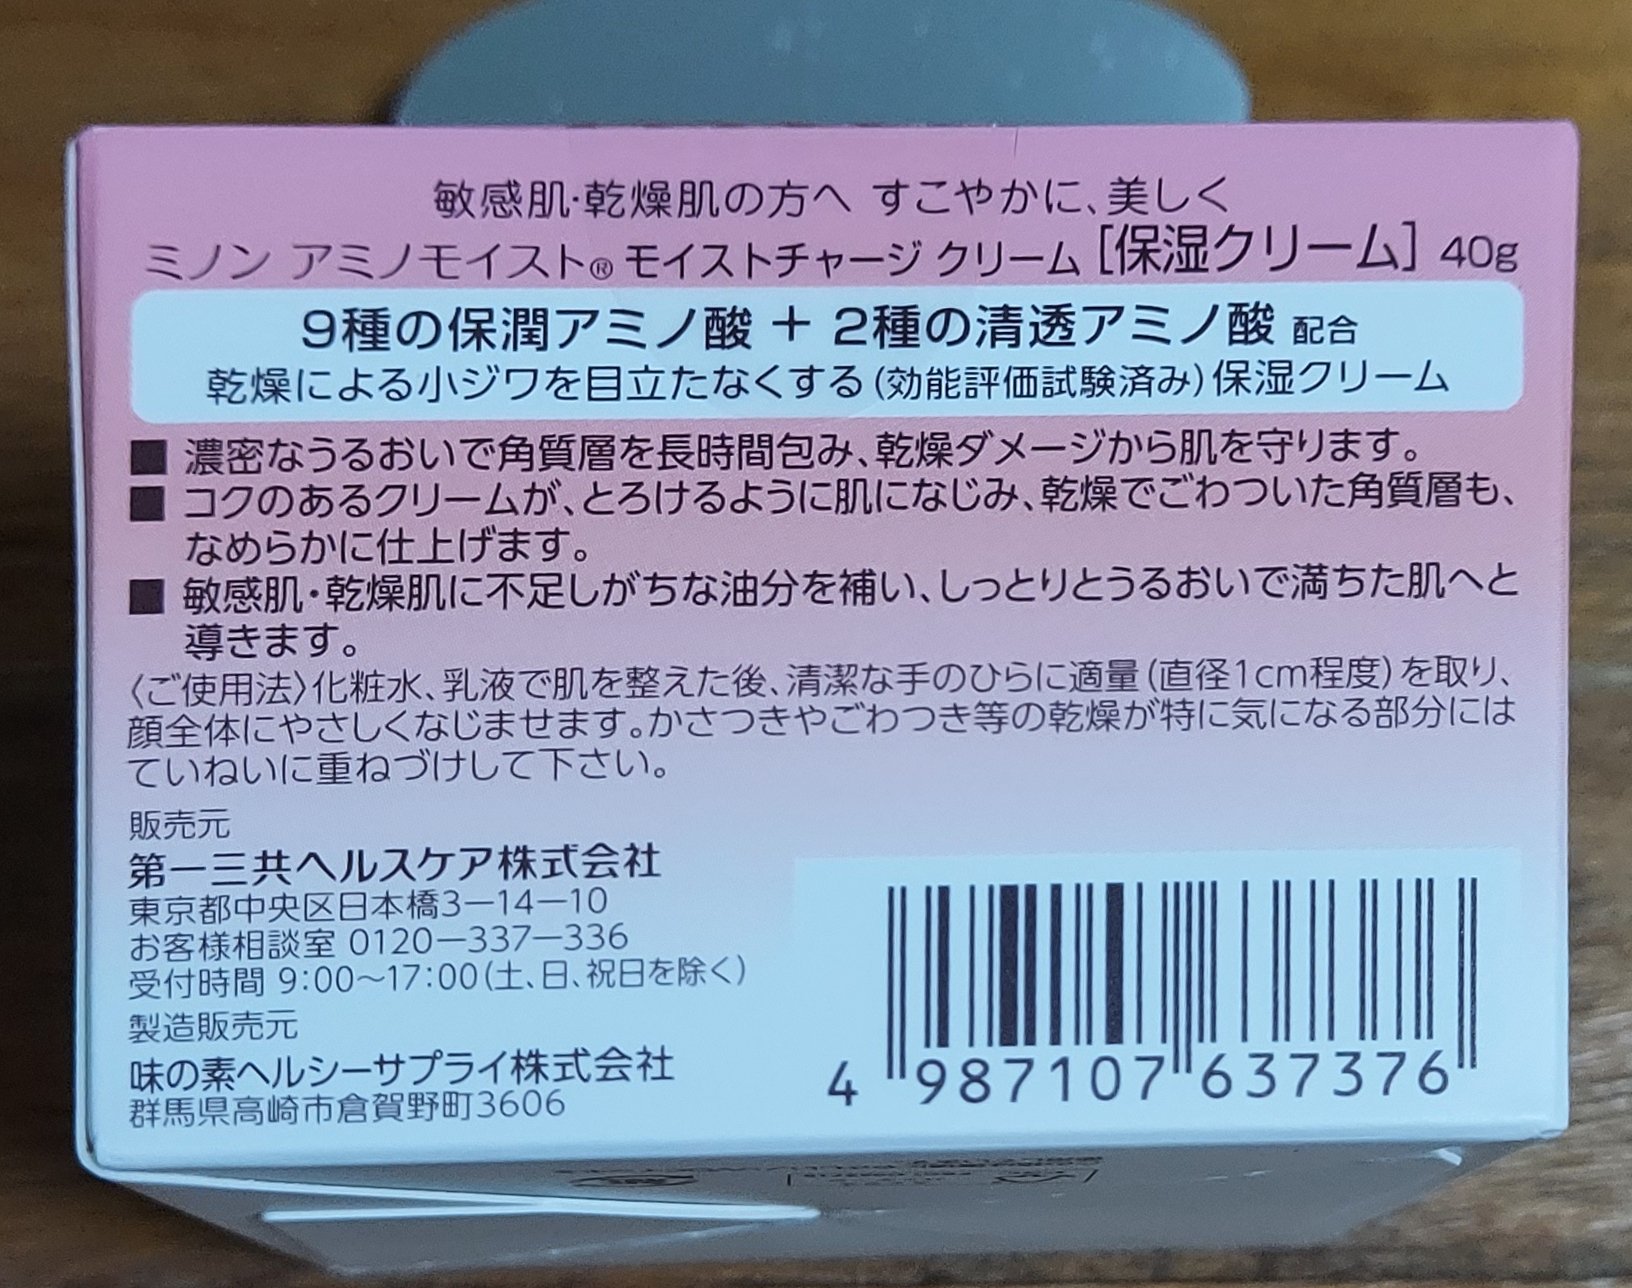 敏感肌・乾燥肌の方へ すこやかに、美しく
ミノン アミノモイスト® モイストチャージ クリーム［保湿クリーム］40g
9種の保潤アミノ酸 ＋ 2種の清透アミノ酸 配合
乾燥による小ジワを目立たなくする（効能評価試験済み）保湿クリーム
■ 濃密なうるおいで角質層を長時間包み、乾燥ダメージから肌を守ります。
■ コクのあるクリームが、とろけるように肌になじみ、乾燥でごわついた角質層も、
なめらかに仕上げます。
■ 敏感肌・乾燥肌に不足しがちな油分を補い、しっとりとうるおいで満ちた肌へと
導きます。
〈ご使用法〉化粧水、乳液で肌を整えた後、清潔な手のひらに適量（直径1cm程度）を取り、
顔全体にやさしくなじませます。かさつきやごわつき等の乾燥が特に気になる部分には
ていねいに重ねづけして下さい。
販売元
第一三共ヘルスケア株式会社
東京都中央区日本橋3－14－10
お客様相談室 0120－337－336
受付時間 9：00～17：00（土、日、祝日を除く）
製造販売元
味の素ヘルシーサプライ株式会社
群馬県高崎市倉賀野町3606
4 987107 637376